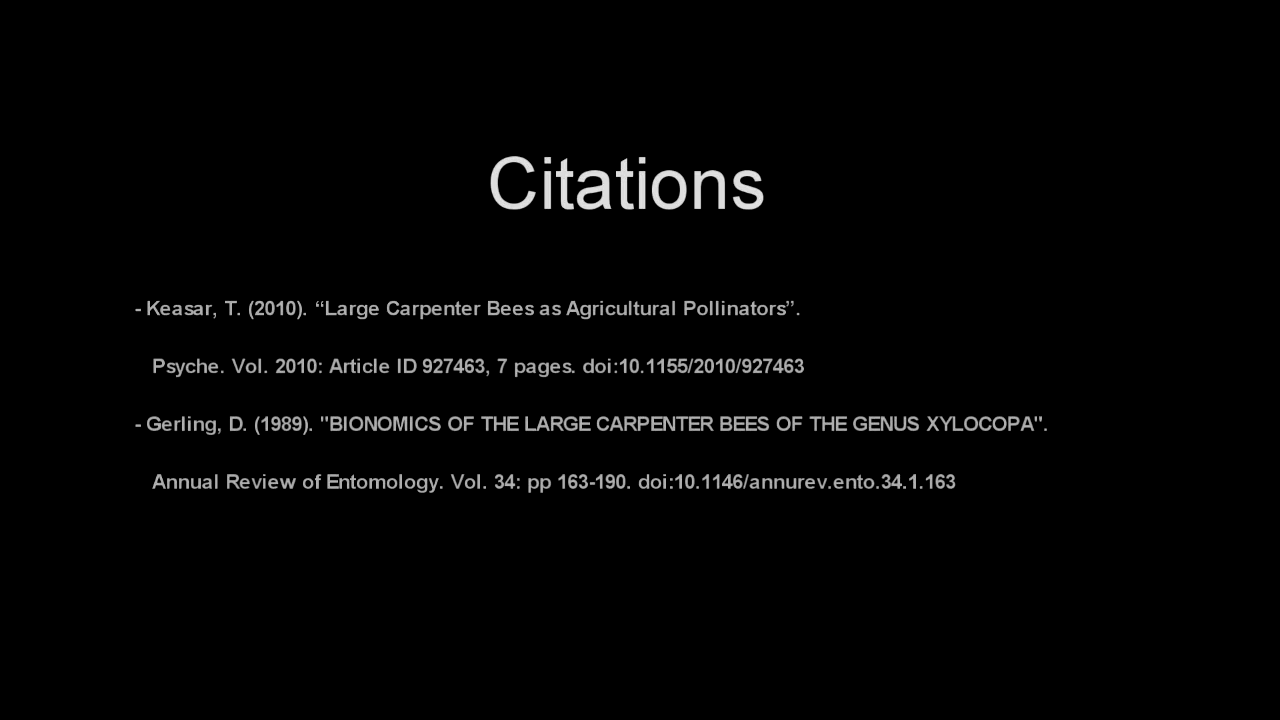 Citations
- Keasar, T. (2010). “Large Carpenter Bees as Agricultural Pollinators”.
Psyche. Vol. 2010: Article ID 927463, 7 pages. doi:10.1155/2010/927463
- Gerling, D. (1989). "BIONOMICS OF THE LARGE CARPENTER BEES OF THE GENUS XYLOCOPA".
Annual Review of Entomology. Vol. 34: pp 163-190. doi:10.1146/annurev.ento.34.1.163